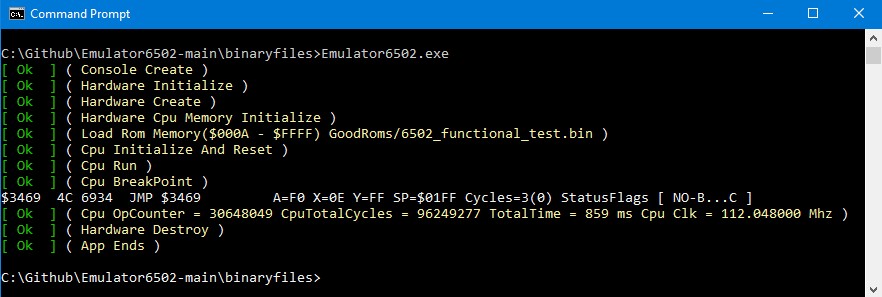 Command Prompt
C:\Github\Emulator6502-main\binaryfiles>Emulator6502.exe
[ Ok  ] ( Console Create )
[ Ok  ] ( Hardware Initialize )
[ Ok  ] ( Hardware Create )
[ Ok  ] ( Hardware Cpu Memory Initialize )
[ Ok  ] ( Load Rom Memory($000A - $FFFF) GoodRoms/6502_functional_test.bin )
[ Ok  ] ( Cpu Initialize And Reset )
[ Ok  ] ( Cpu Run )
[ Ok  ] ( Cpu BreakPoint )
$3469  4C 6934  JMP $3469         A=F0 X=0E Y=FF SP=$01FF Cycles=3(0) StatusFlags [ NO-B...C ]
[ Ok  ] ( Cpu OpCounter = 30648049 CpuTotalCycles = 96249277 TotalTime = 859 ms Cpu Clk = 112.048000 Mhz )
[ Ok  ] ( Hardware Destroy )
[ Ok  ] ( App Ends )
C:\Github\Emulator6502-main\binaryfiles>